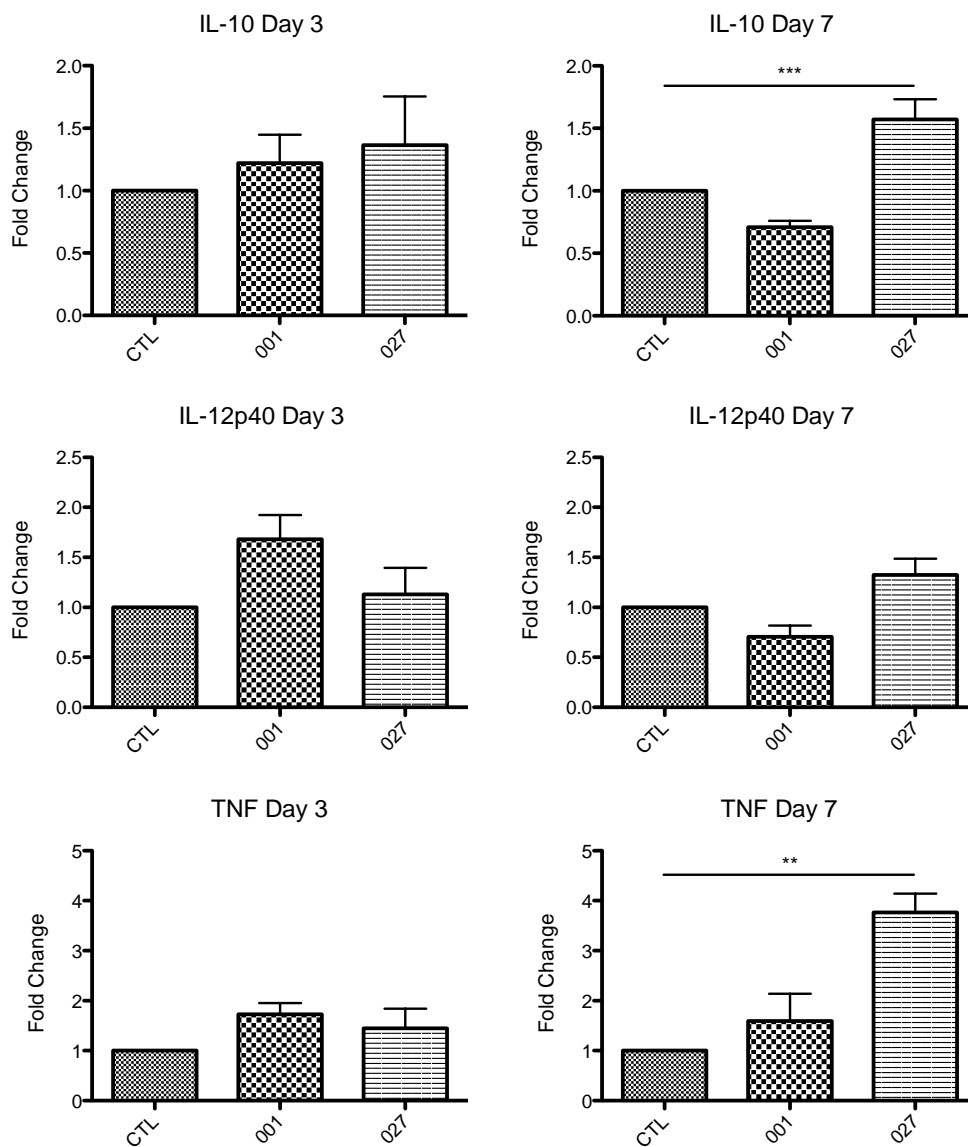 IL-10 Day 3
2.0
1.5
1.0
0.5
0.0
Fold Change
CTL
001
027
IL-10 Day 7
***
2.0
1.5
1.0
0.5
0.0
Fold Change
CTL
001
027
IL-12p40 Day 3
2.5
2.0
1.5
1.0
0.5
0.0
Fold Change
CTL
001
027
IL-12p40 Day 7
2.5
2.0
1.5
1.0
0.5
0.0
Fold Change
CTL
001
027
TNF Day 3
5
4
3
2
1
0
Fold Change
CTL
001
027
TNF Day 7
**
5
4
3
2
1
0
Fold Change
CTL
001
027